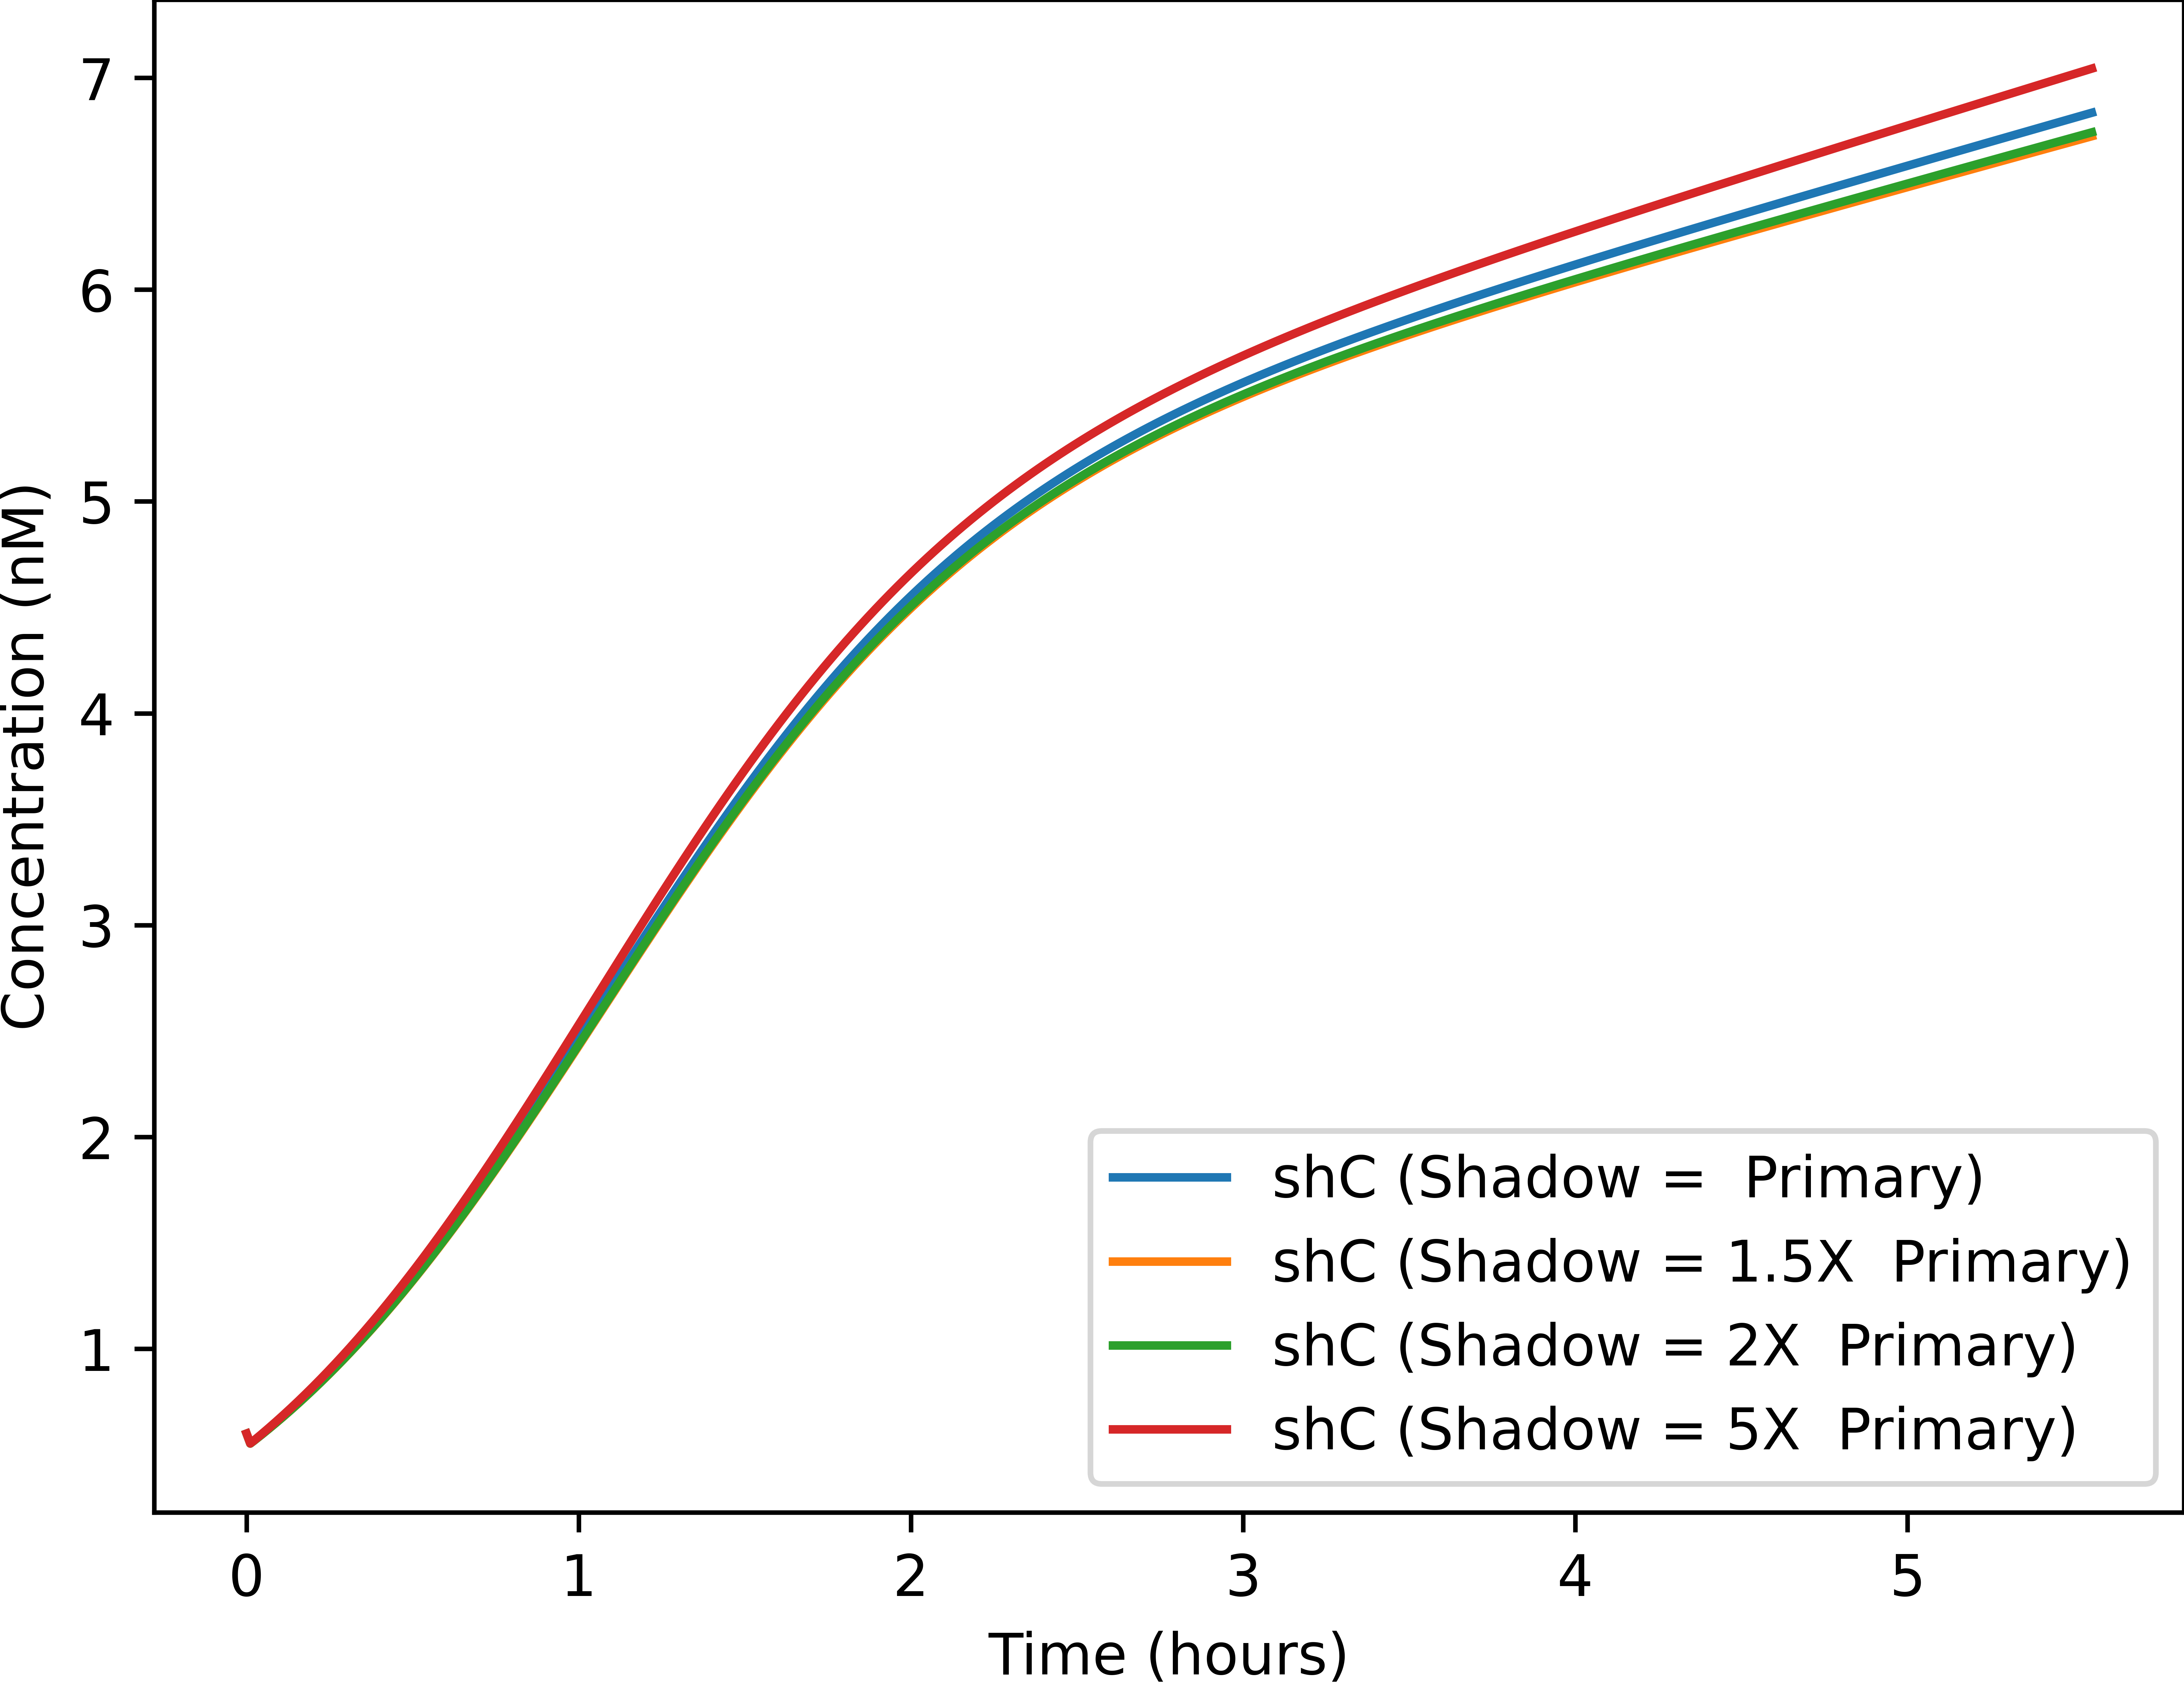 Concentration (nM)
7
6
5
4
3
2
1
shC (Shadow =  Primary)
shC (Shadow = 1.5X  Primary)
shC (Shadow = 2X  Primary)
shC (Shadow = 5X  Primary)
0 1 2 3 4 5
Time (hours)